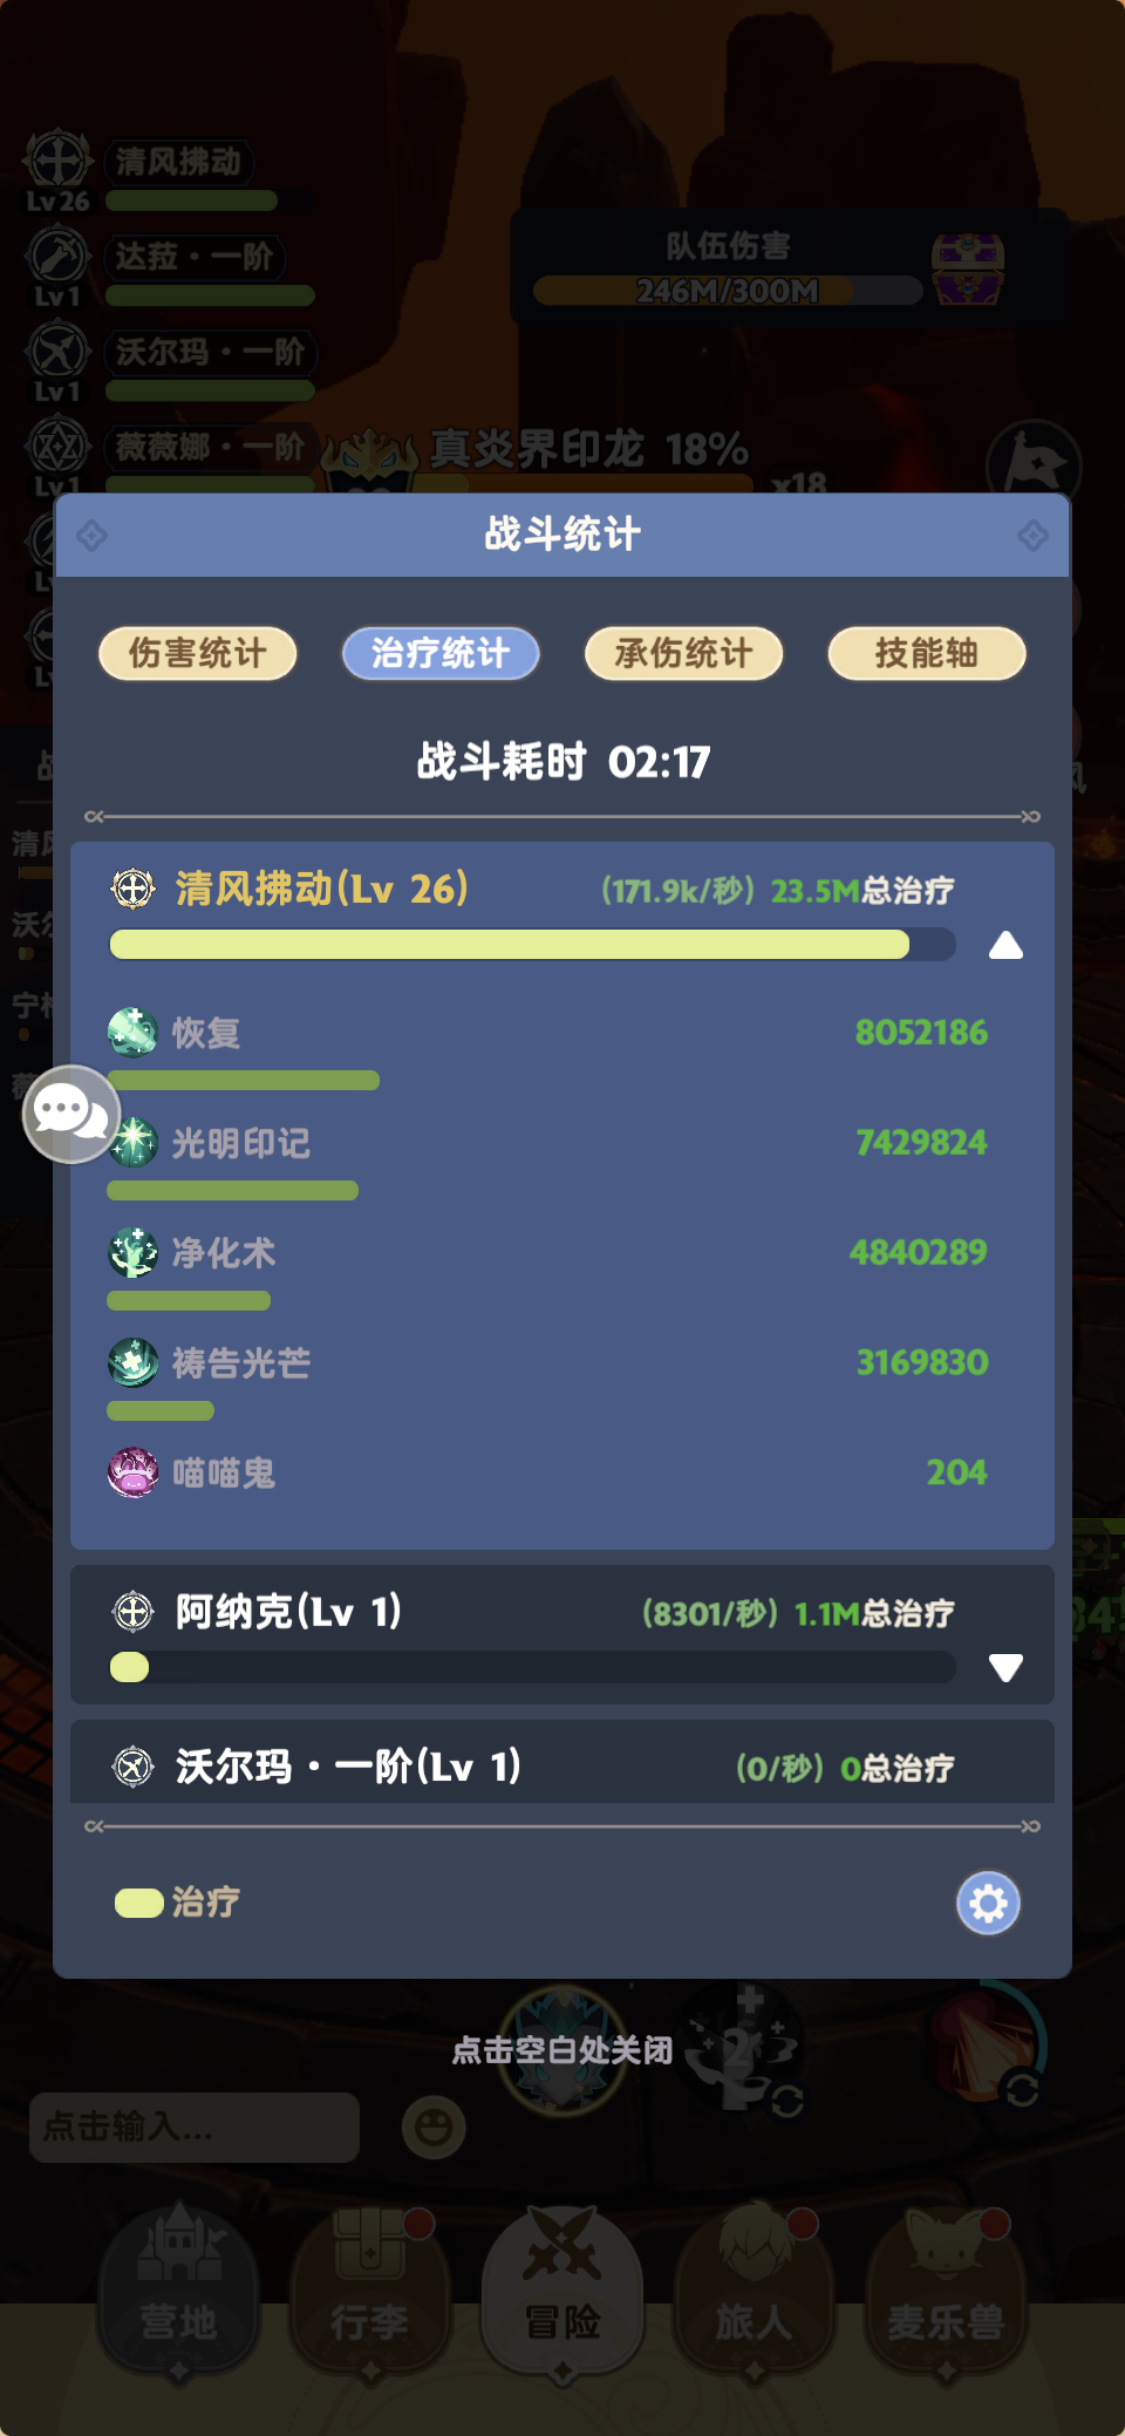 清风拂动
Lv 26
达菈·一阶
Lv 1
沃尔玛·一阶
Lv 1
薇薇娜·一阶
Lv 1
队伍伤害
246M/300M
真炎界印龙 18%
x18
战斗统计
伤害统计 治疗统计 承伤统计 技能轴
战斗耗时 02:17
清风拂动(Lv 26) (171.9k/秒) 23.5M总治疗
恢复 8052186
光明印记 7429824
净化术 4840289
祷告光芒 3169830
喵喵鬼 204
阿纳克(Lv 1) (8301/秒) 1.1M总治疗
沃尔玛·一阶(Lv 1) (0/秒) 0总治疗
治疗
点击空白处关闭
2
点击输入...
营地 行李 冒险 旅人 麦乐兽